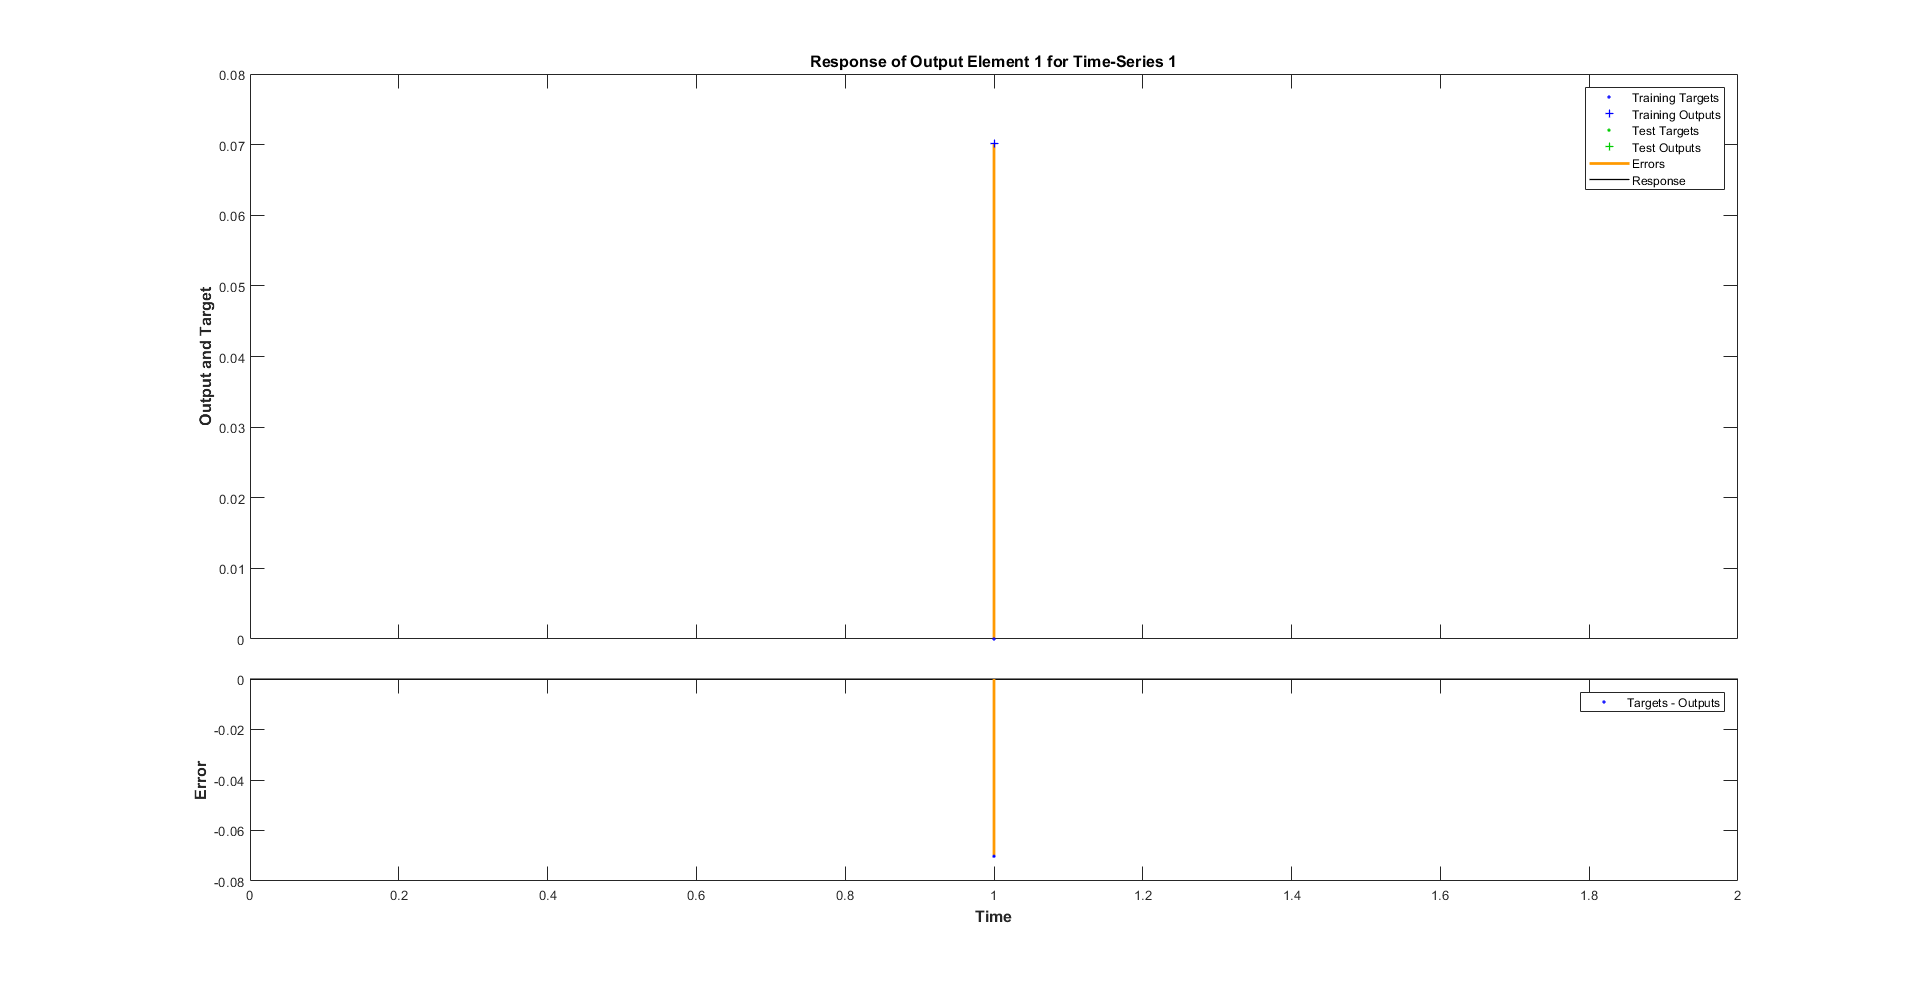 Response of Output Element 1 for Time-Series 1
0.08
0.07
0.06
0.05
0.04
0.03
0.02
0.01
0
Output and Target
Training Targets
Training Outputs
Test Targets
Test Outputs
Errors
Response
0
-0.02
-0.04
-0.06
-0.08
Error
Targets - Outputs
0 0.2 0.4 0.6 0.8 1 1.2 1.4 1.6 1.8 2
Time